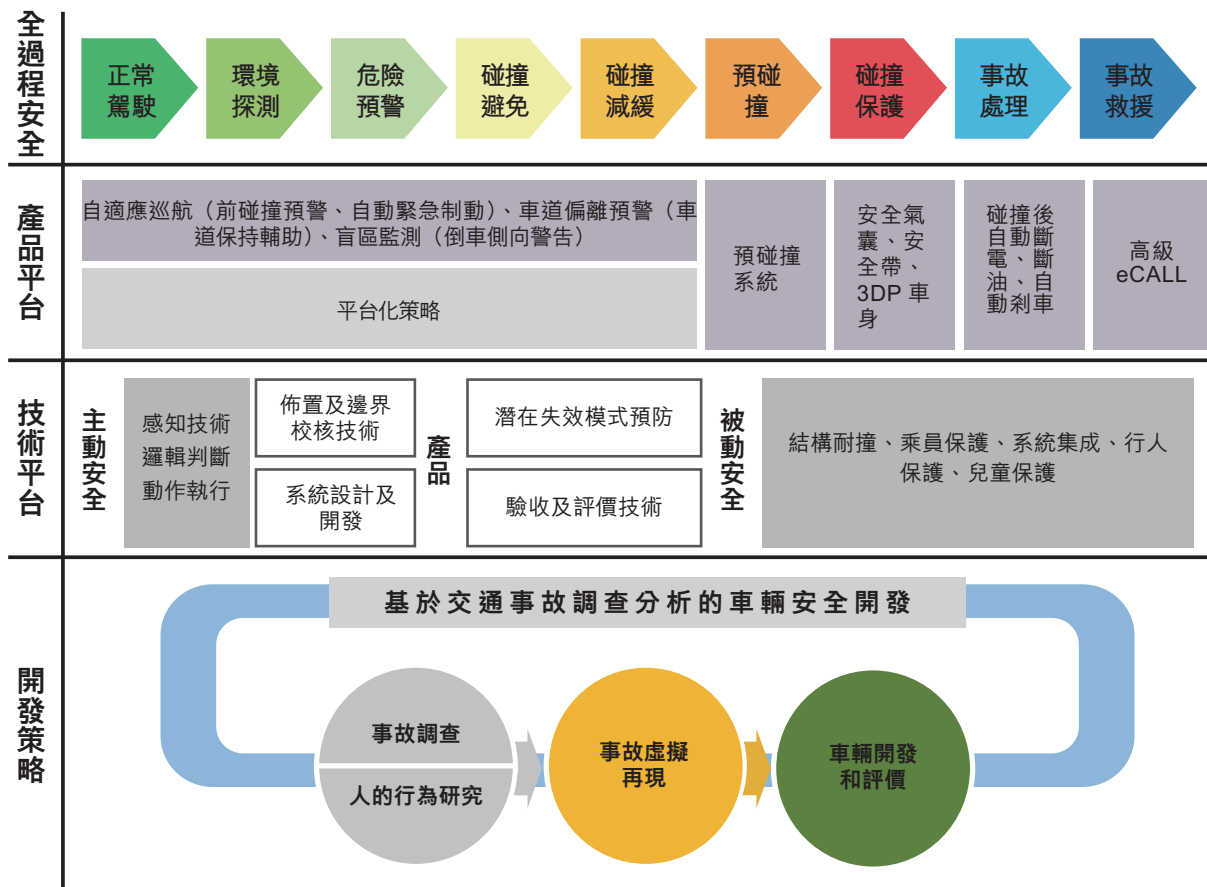 全過程安全
正常
駕駛
環境
探測
危險
預警
碰撞
避免
碰撞
減緩
預碰
撞
碰撞
保護
事故
處理
事故
救援
產品平台
自適應巡航（前碰撞預警、自動緊急制動）、車道偏離預警（車
道保持輔助）、盲區監測（倒車側向警告）
平台化策略
預碰撞
系統
安全氣
囊、安
全帶、
3DP 車
身
碰撞後
自動斷
電、斷
油、自
動剎車
高級
eCALL
技術平台
主動安全
感知技術
邏輯判斷
動作執行
佈置及邊界
校核技術
系統設計及
開發
產品
潛在失效模式預防
驗收及評價技術
被動安全
結構耐撞、乘員保護、系統集成、行人
保護、兒童保護
開發策略
基於交通事故調查分析的車輛安全開發
事故調查
人的行為研究
事故虛擬
再現
車輛開發
和評價